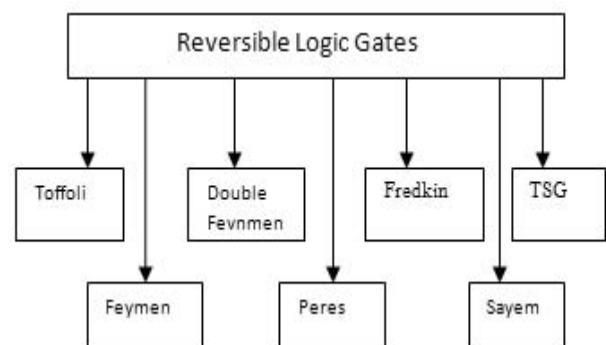 Reversible Logic Gates
Toffoli
Double
Fevnmen
Fredkin
TSG
Feymen
Peres
Sayem